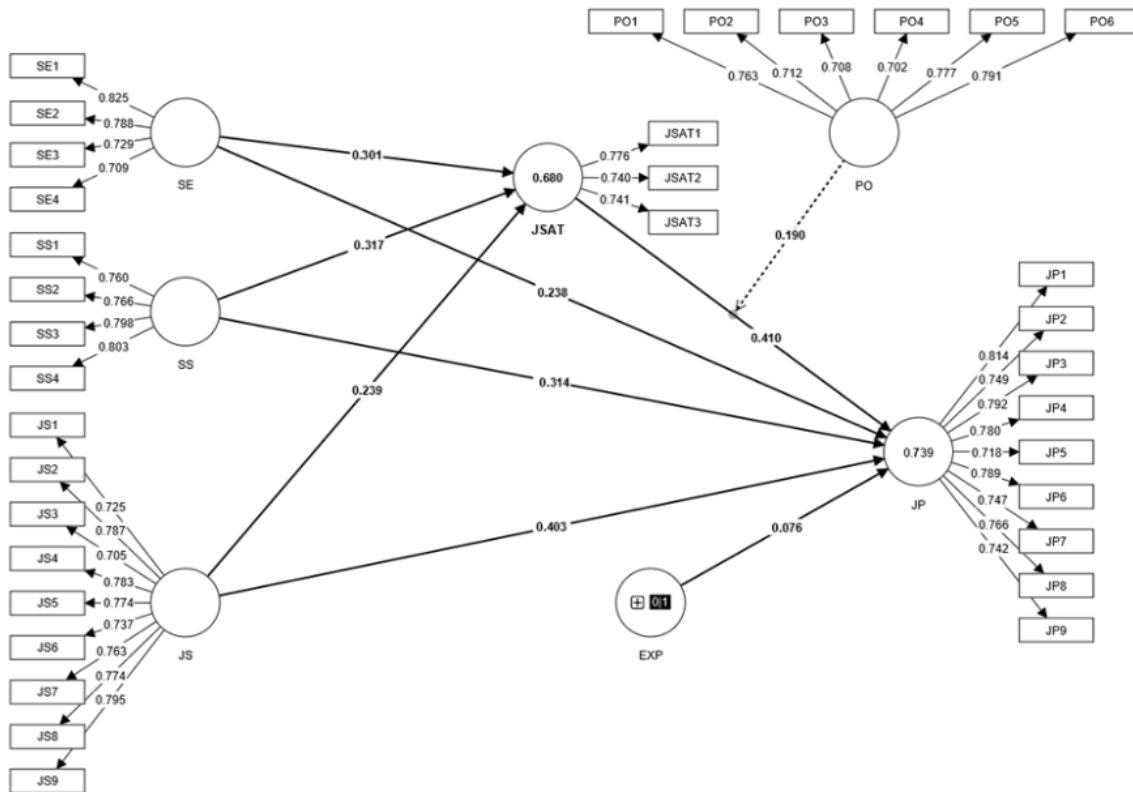 PO1 PO2 PO3 PO4 PO5 PO6
0.763 0.712 0.708 0.702 0.777 0.791
PO
SE1
SE2
SE3
SE4
0.825
0.788
0.729
0.709
SE
SS1
SS2
SS3
SS4
0.760
0.766
0.798
0.803
SS
JS1
JS2
JS3
JS4
JS5
JS6
JS7
JS8
JS9
0.725
0.787
0.705
0.783
0.774
0.737
0.763
0.774
0.795
JS
0.301
0.317
0.239
0.680
JSAT
0.776
0.740
0.741
JSAT1
JSAT2
JSAT3
0.190
0.238
0.410
0.314
0.403
0.076
0|1
EXP
0.739
JP
0.814
0.749
0.792
0.780
0.718
0.789
0.747
0.766
0.742
JP1
JP2
JP3
JP4
JP5
JP6
JP7
JP8
JP9